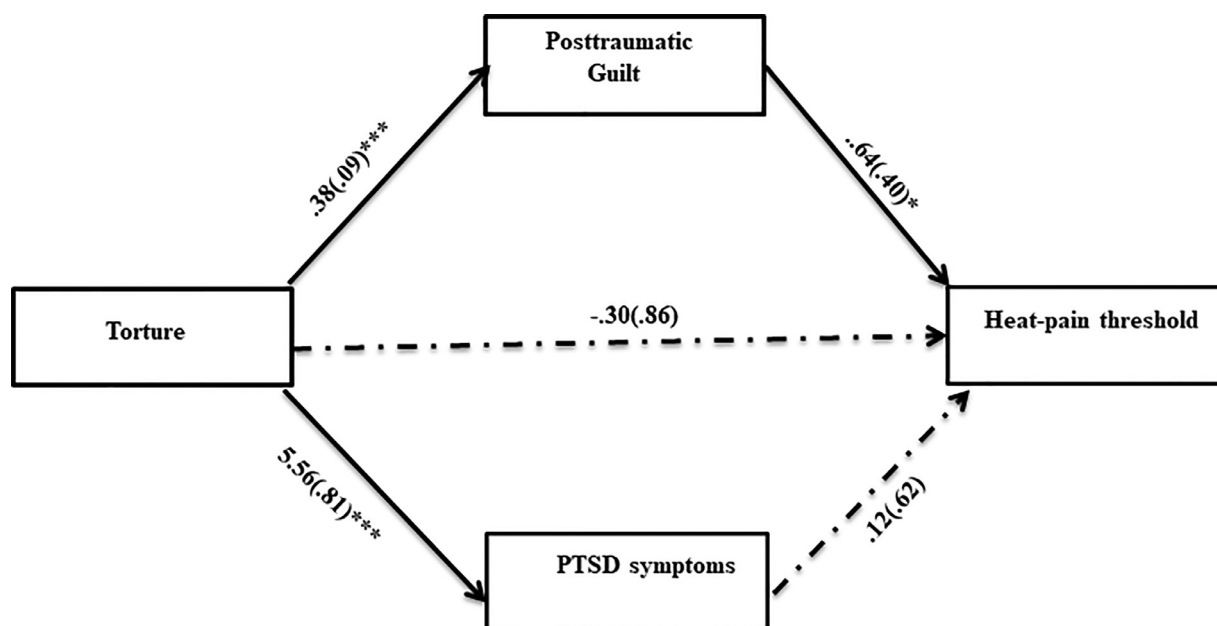 Posttraumatic
Guilt
.38(.09)***
..64(.40)*
Torture
-.30(.86)
Heat-pain threshold
5.56(.81)***
.12(.62)
PTSD symptoms